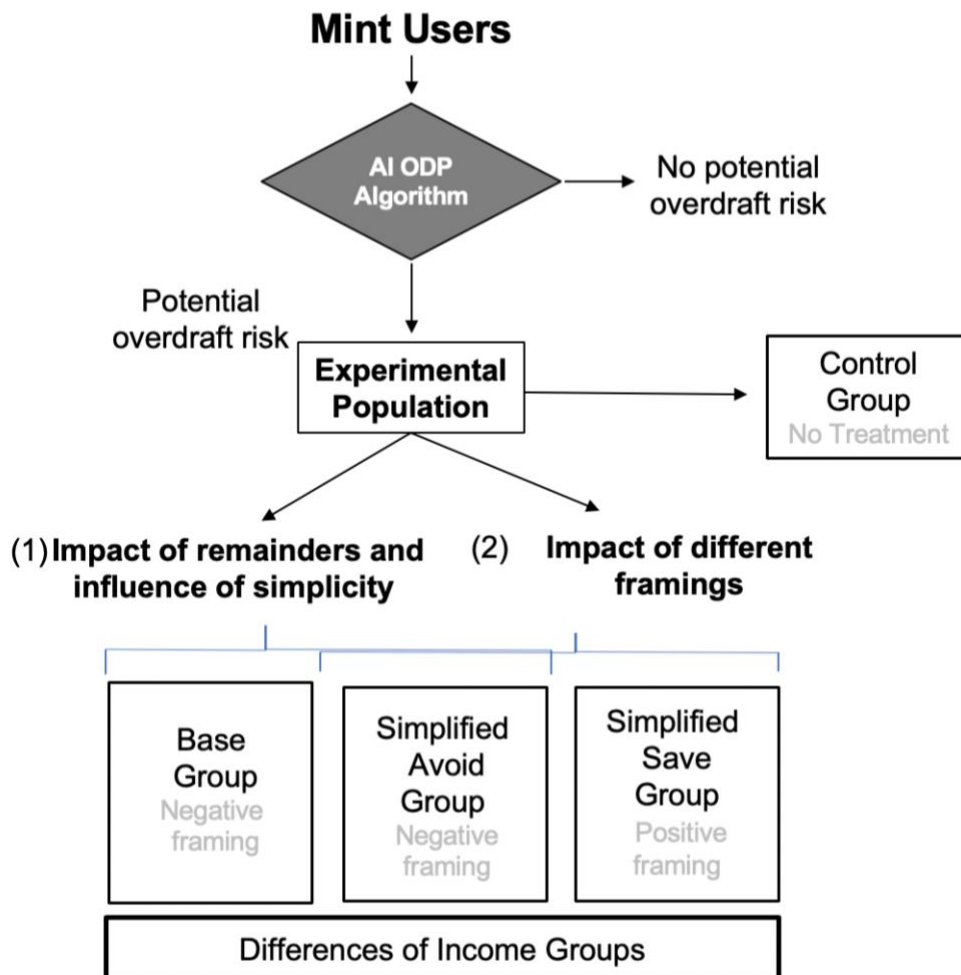 Mint Users
AI ODP
Algorithm
No potential
overdraft risk
Potential
overdraft risk
Experimental
Population
Control
Group
No Treatment
(1) Impact of remainders and
influence of simplicity
(2) Impact of different
framings
Base
Group
Negative
framing
Simplified
Avoid
Group
Negative
framing
Simplified
Save
Group
Positive
framing
Differences of Income Groups